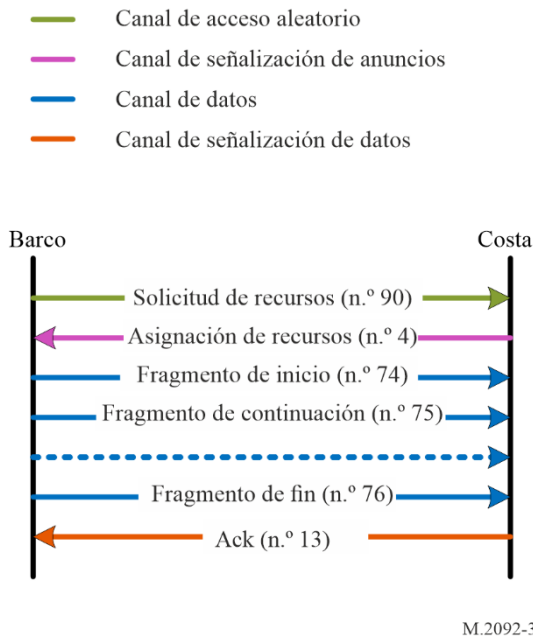 Canal de acceso aleatorio
Canal de señalización de anuncios
Canal de datos
Canal de señalización de datos
Barco
Costa
Solicitud de recursos (n.º 90)
Asignación de recursos (n.º 4)
Fragmento de inicio (n.º 74)
Fragmento de continuación (n.º 75)
Fragmento de fin (n.º 76)
Ack (n.º 13)
M.2092-3